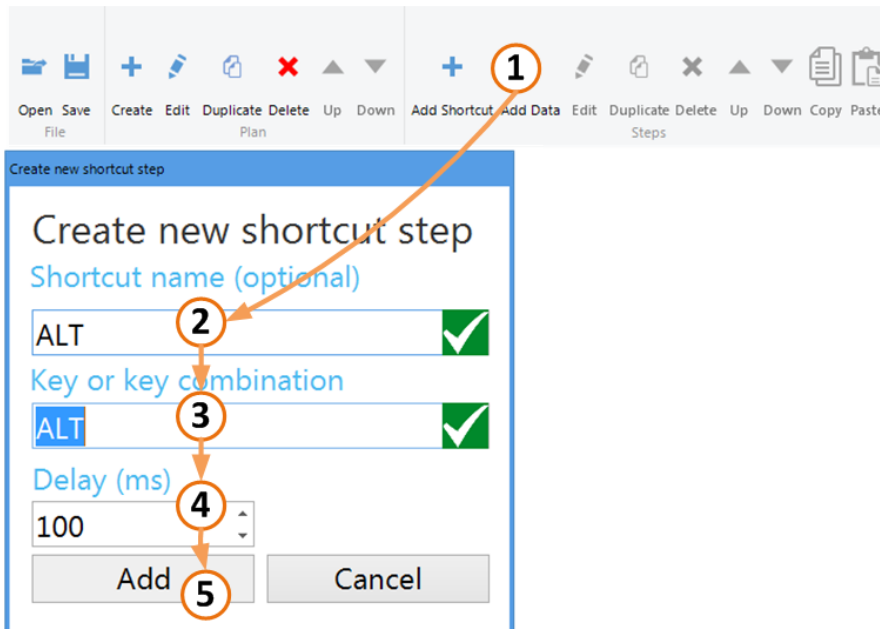 1
Open Save Create Edit Duplicate Delete Up Down Add Shortcut Add Data Edit Duplicate Delete Up Down Copy Paste
File Plan Steps
Create new shortcut step
Create new shortcut step
Shortcut name (optional)
ALT 2
Key or key combination
ALT 3
Delay (ms)
100 4
Add 5 Cancel